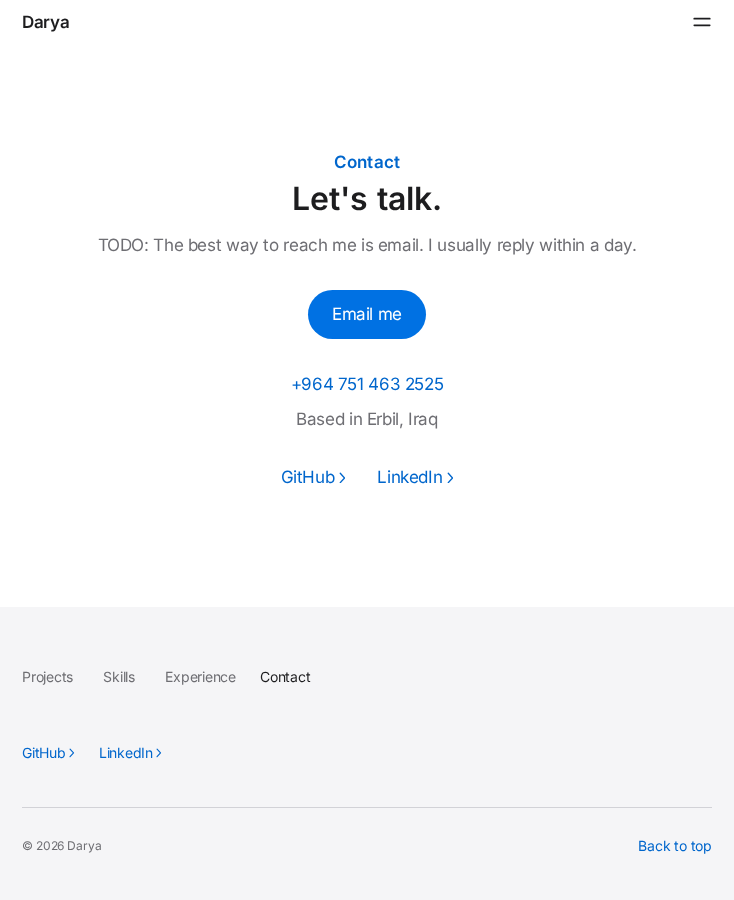 Darya
Contact
Let's talk.
TODO: The best way to reach me is email. I usually reply within a day.
Email me
+964 751 463 2525
Based in Erbil, Iraq
GitHub LinkedIn
Projects Skills Experience Contact
GitHub LinkedIn
© 2026 Darya Back to top